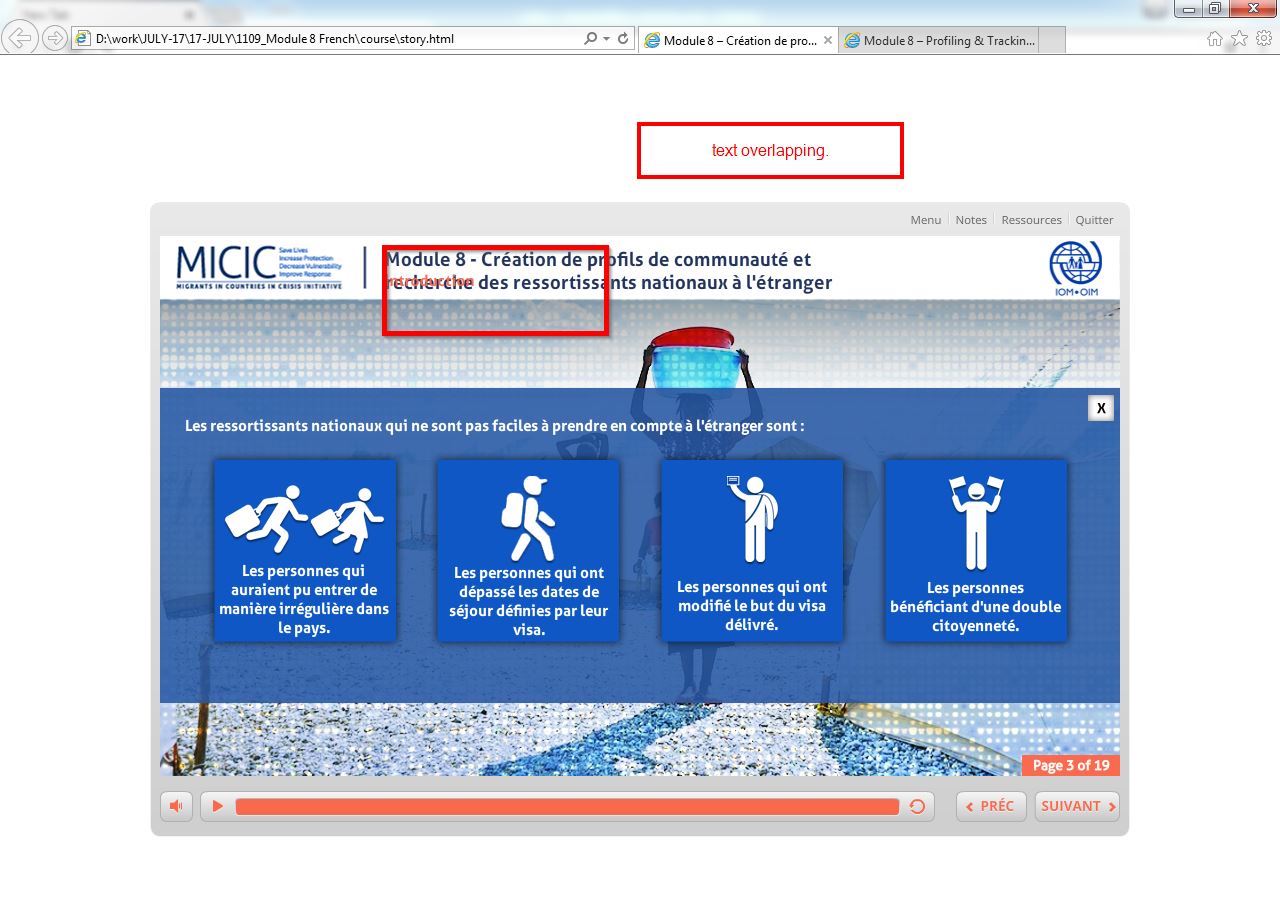 D:\work\JULY-17\17-JULY\1109_Module 8 French\course\story.html
Module 8 – Création de pro...
Module 8 – Profiling & Trackin...
text overlapping.
Menu
Notes
Ressources
Quitter
MICIC
Save Lives
Increase Protection
Decrease Vulnerability
Improve Response
MIGRANTS IN COUNTRIES IN CRISIS INITIATIVE
Module 8 - Création de profils de communauté et
recherche des ressortissants nationaux à l'étranger
Introduction
IOM•OIM
X
Les ressortissants nationaux qui ne sont pas faciles à prendre en compte à l'étranger sont :
Les personnes qui
auraient pu entrer de
manière irrégulière dans
le pays.
Les personnes qui ont
dépassé les dates de
séjour définies par leur
visa.
Les personnes qui ont
modifié le but du visa
délivré.
Les personnes
bénéficiant d'une double
citoyenneté.
Page 3 of 19
PRÉC
SUIVANT